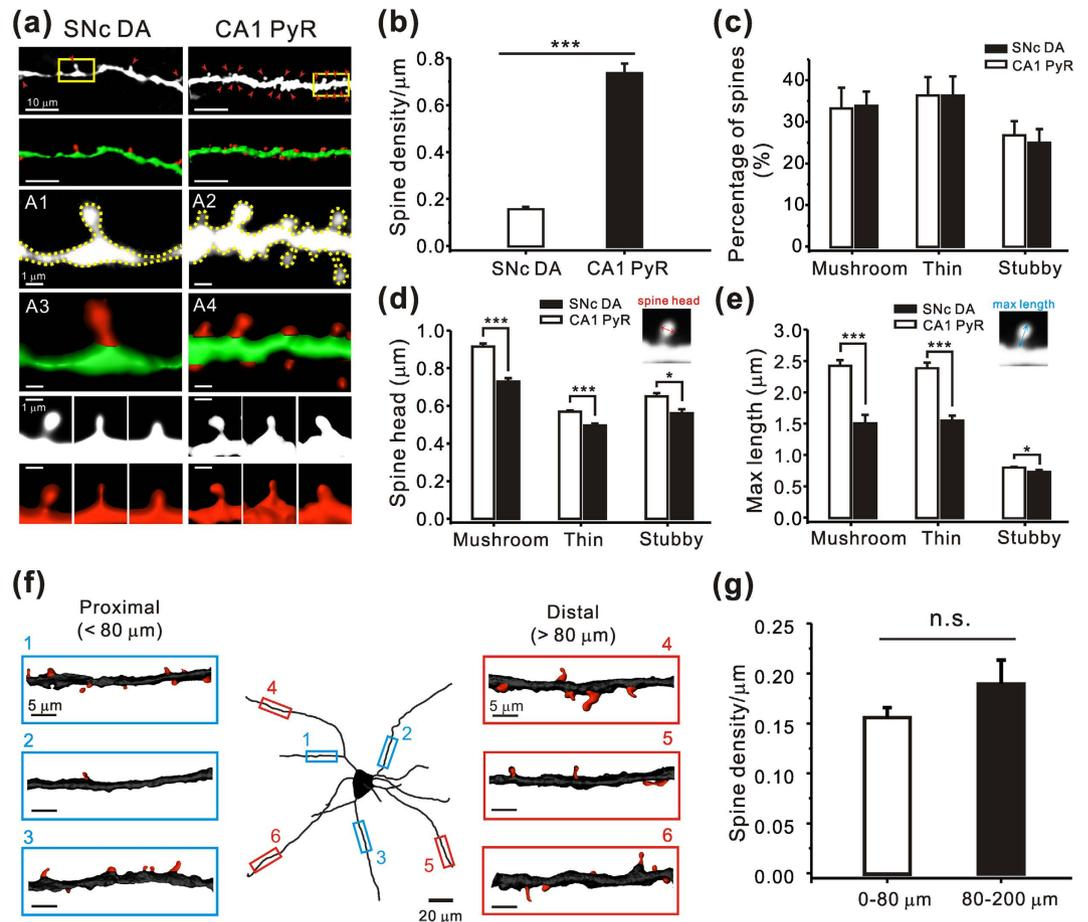 (a)
SNc DA
CA1 PyR
10 μm
A1
A2
1 μm
A3
A4
1 μm
(b)
***
Spine density/μm
0.8
0.6
0.4
0.2
0.0
SNc DA
CA1 PyR
(c)
SNc DA
CA1 PyR
Percentage of spines
(%)
40
30
20
10
0
Mushroom
Thin
Stubby
(d)
SNc DA
CA1 PyR
spine head
Spine head (μm)
1.0
0.8
0.6
0.4
0.2
0.0
***
***
*
Mushroom
Thin
Stubby
(e)
SNc DA
CA1 PyR
max length
Max length (μm)
3.0
2.5
2.0
1.5
1.0
0.5
0.0
***
***
*
Mushroom
Thin
Stubby
(f)
Proximal
(< 80 μm)
1
5 μm
2
3
4
1
2
6
3
5
20 μm
Distal
(> 80 μm)
4
5 μm
5
6
(g)
n.s.
Spine density/μm
0.25
0.20
0.15
0.10
0.05
0.00
0-80 μm
80-200 μm